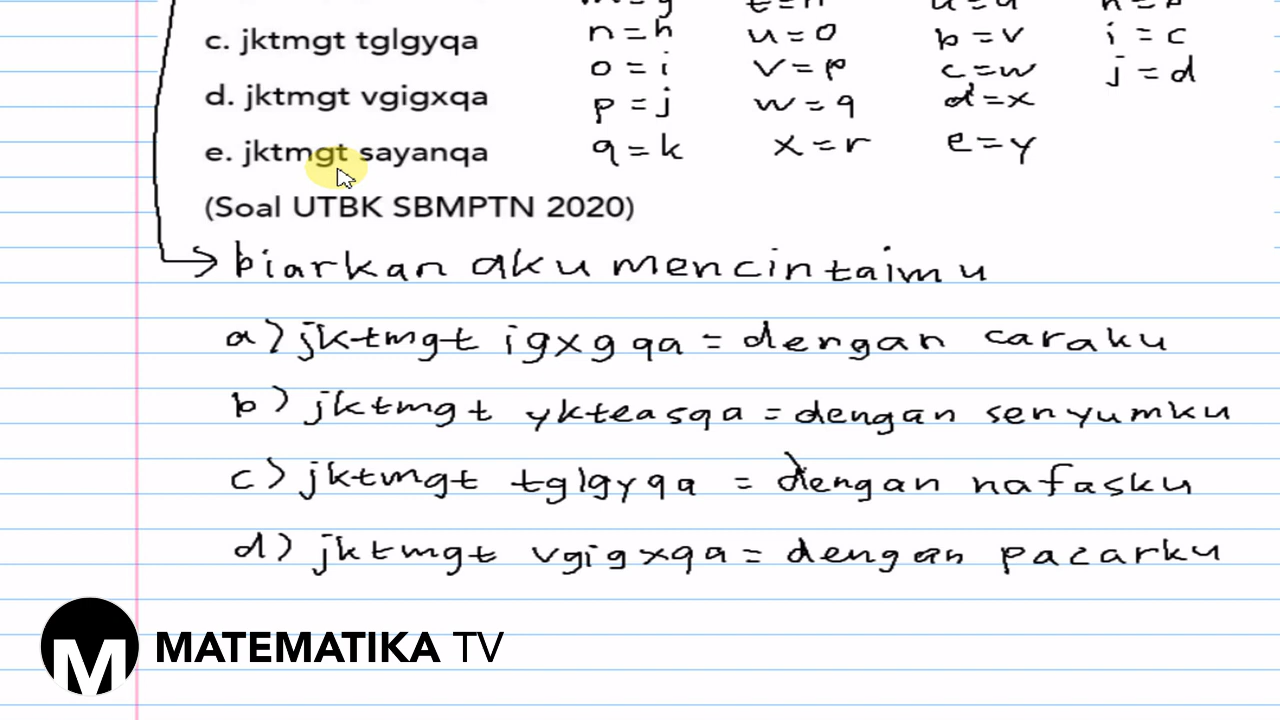 c. jktmgt tglgyqa
d. jktmgt vgigxqa
e. jktmgt sayanqa
(Soal UTBK SBMPTN 2020)
n = h u = o b = v i = c
o = i v = p c = w j = d
p = j w = q d = x
q = k x = r e = y
→ biarkan aku mencintaimu
a) jktmgt igxgqa = dengan caraku
b) jktmgt ykteasqa = dengan senyumku
c) jktmgt tglgyqa = dengan nafasku
d) jktmgt vgigxqa = dengan pacarku
M MATEMATIKA TV